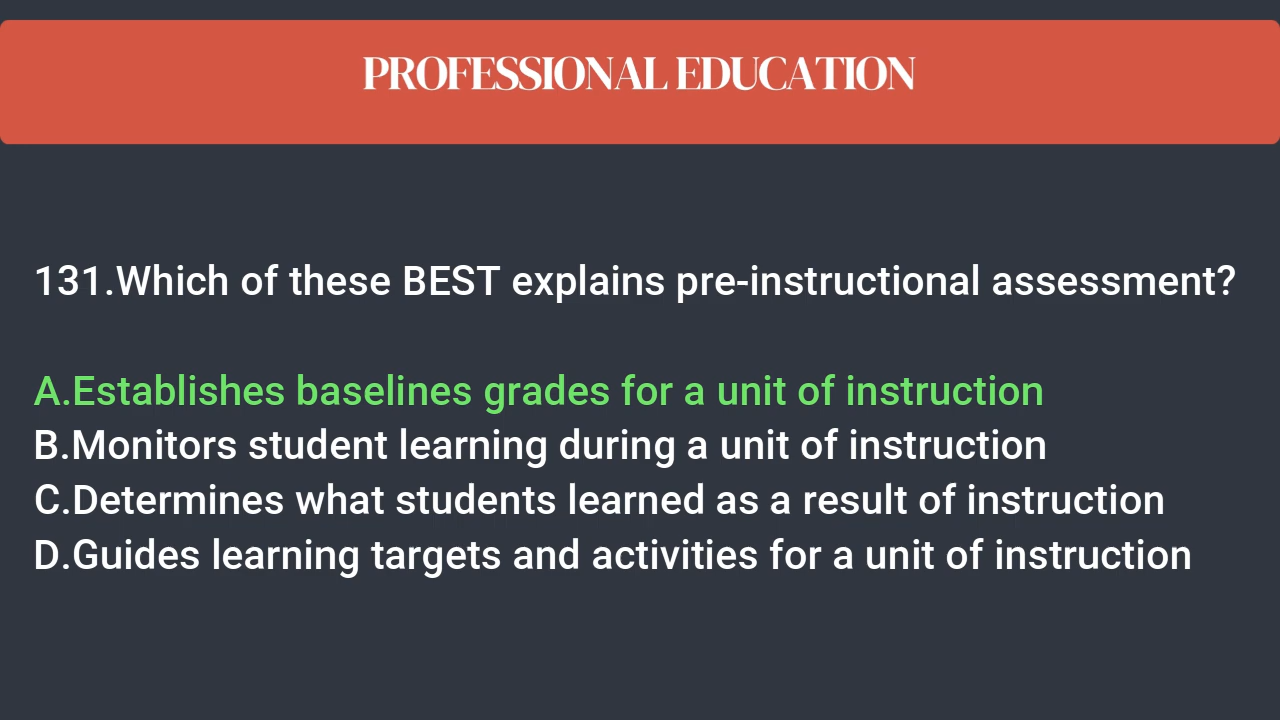 PROFESSIONAL EDUCATION
131.Which of these BEST explains pre-instructional assessment?
A.Establishes baselines grades for a unit of instruction
B.Monitors student learning during a unit of instruction
C.Determines what students learned as a result of instruction
D.Guides learning targets and activities for a unit of instruction